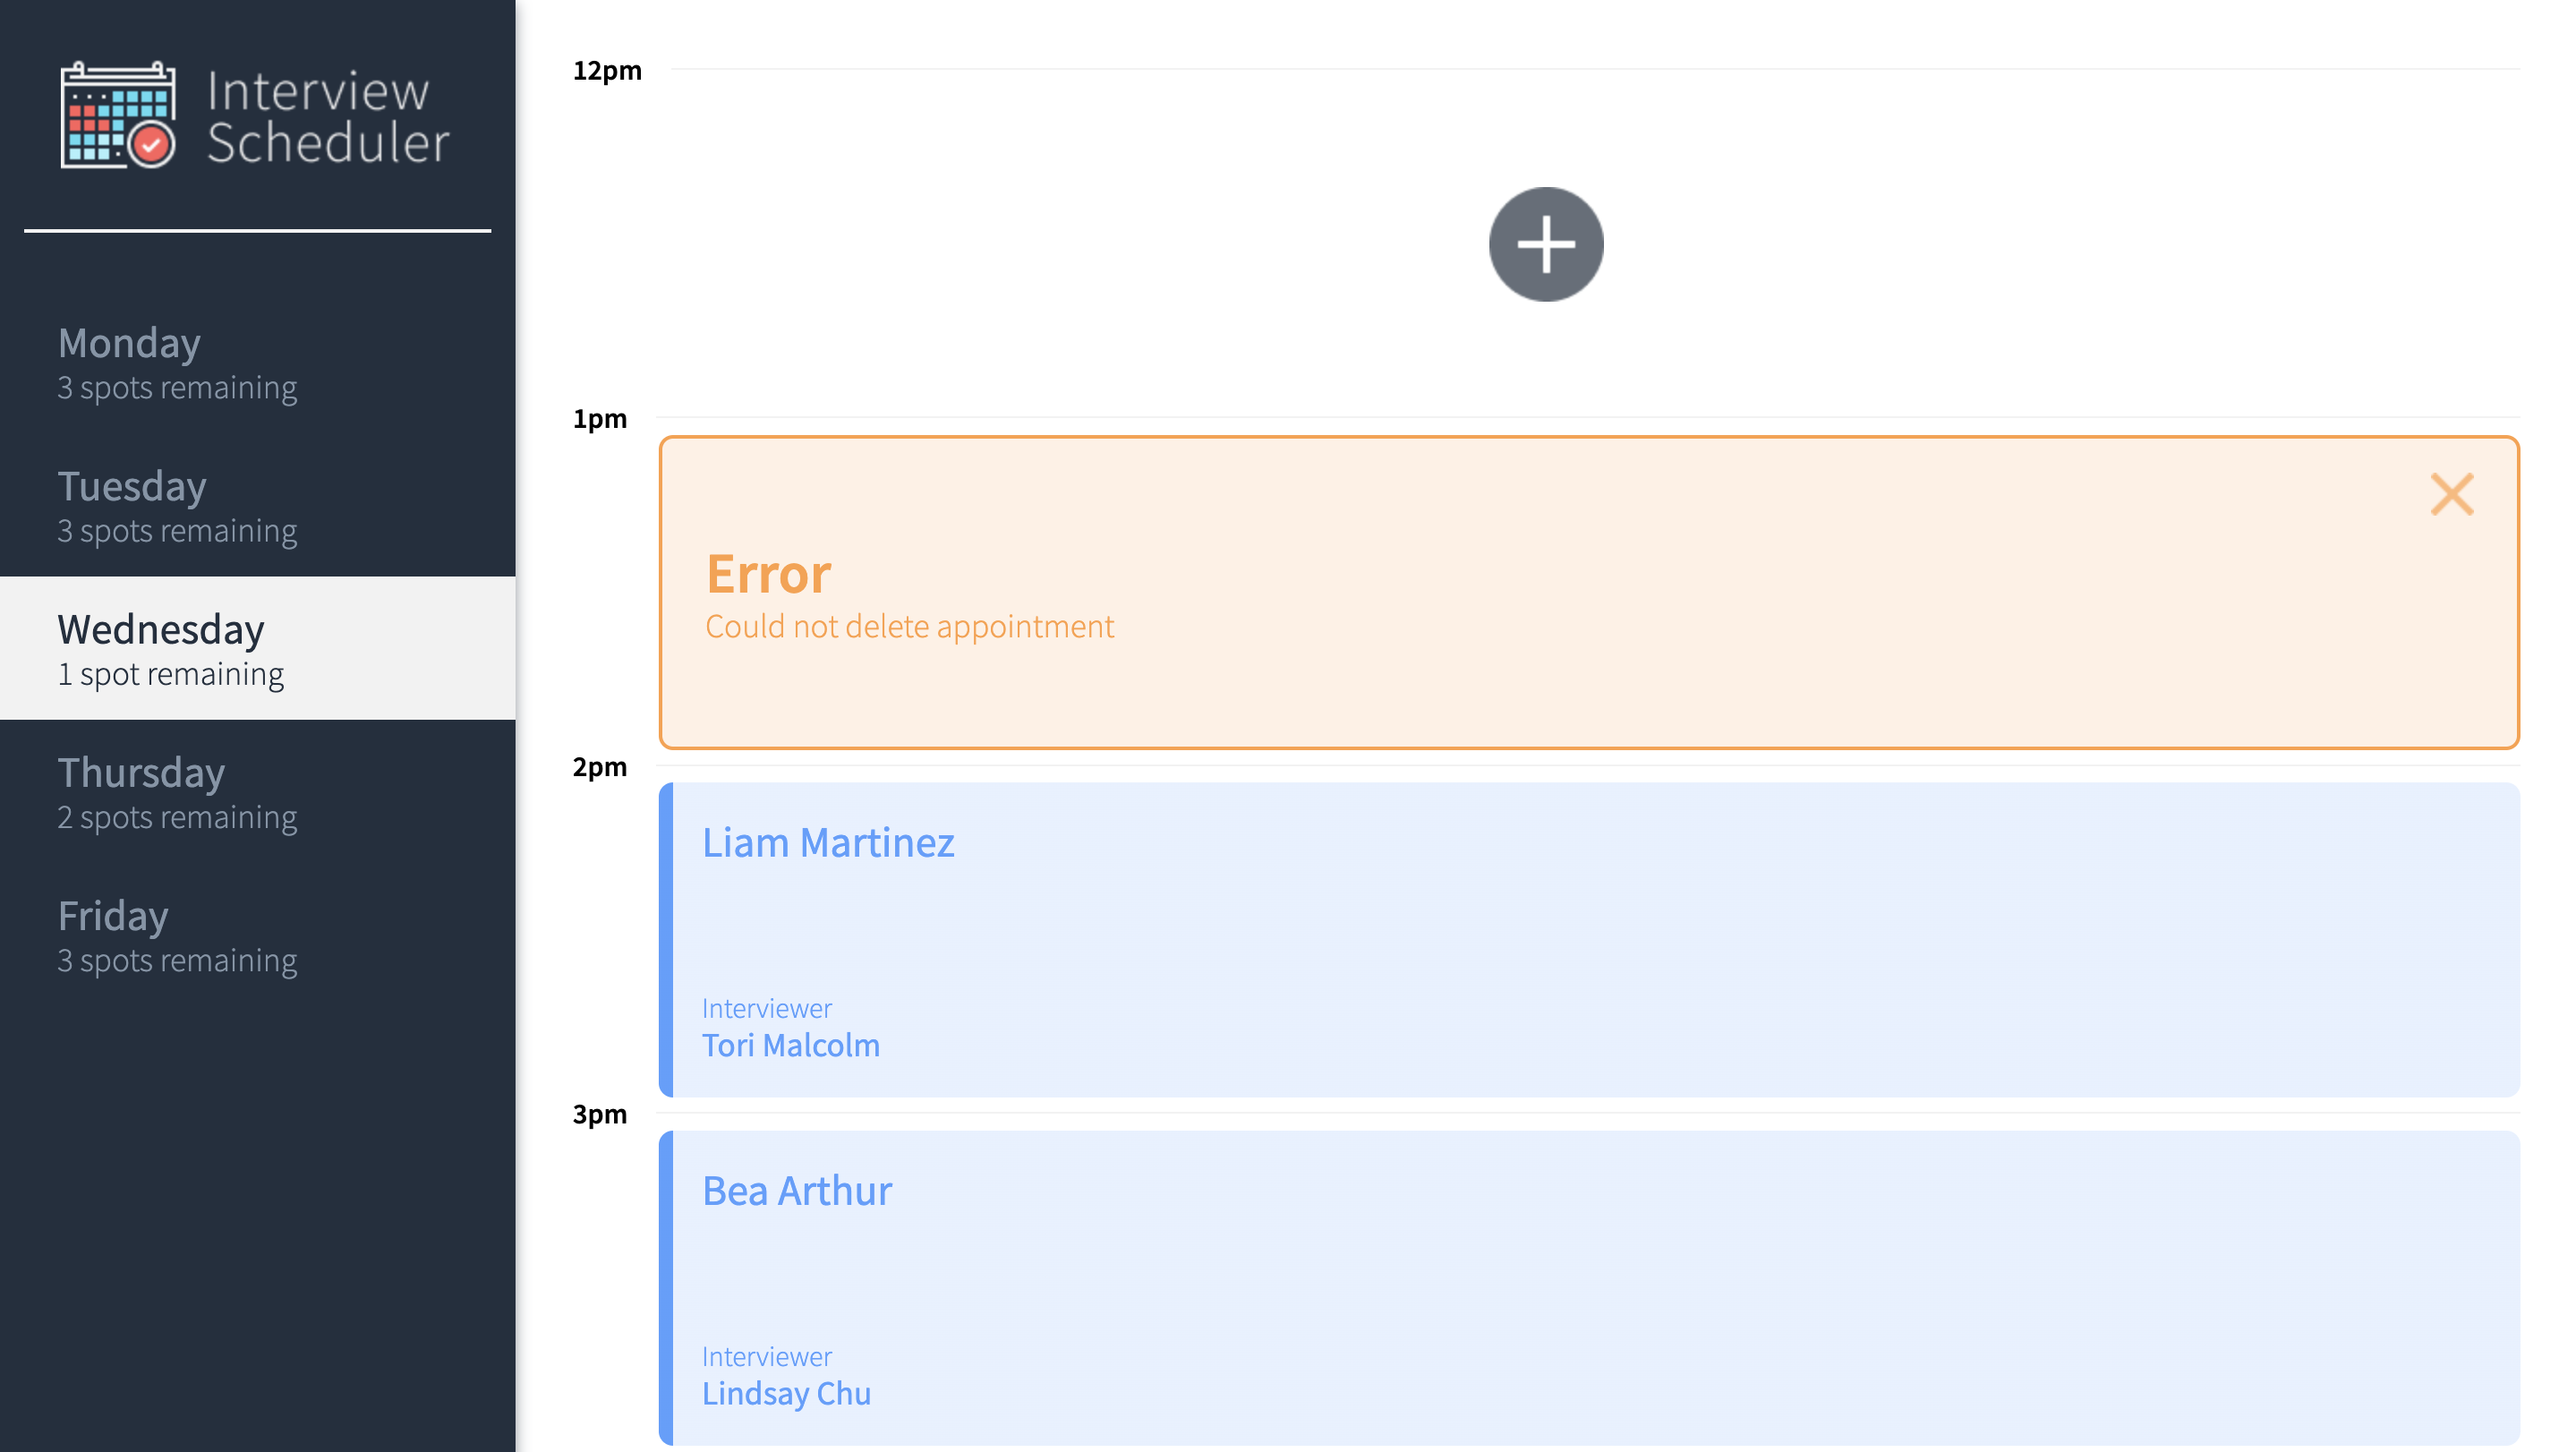 Interview
Scheduler
Monday
3 spots remaining
Tuesday
3 spots remaining
Wednesday
1 spot remaining
Thursday
2 spots remaining
Friday
3 spots remaining
12pm
1pm
Error
Could not delete appointment
2pm
Liam Martinez
Interviewer
Tori Malcolm
3pm
Bea Arthur
Interviewer
Lindsay Chu